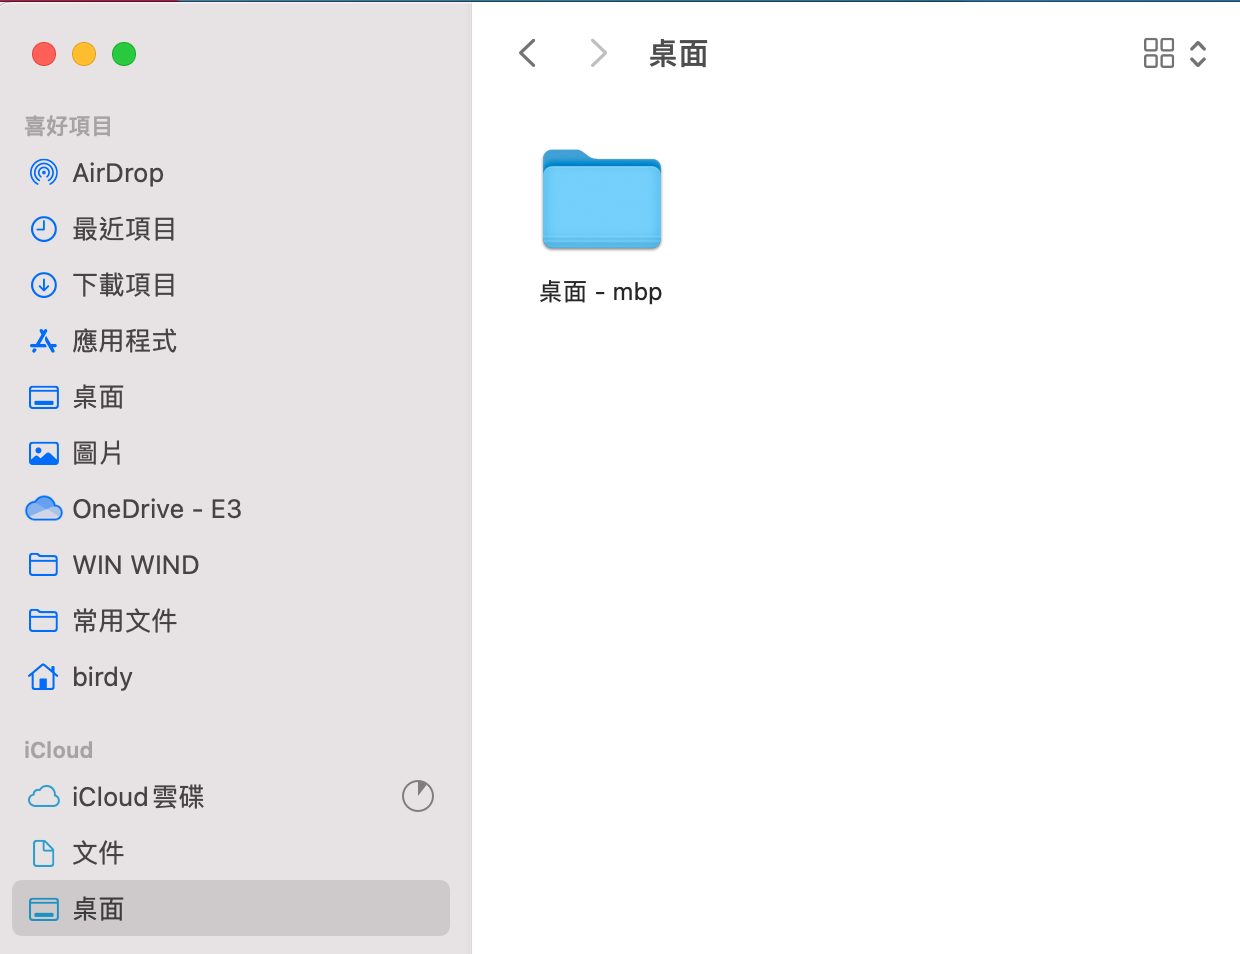 桌面
喜好項目
AirDrop
最近項目
下載項目
應用程式
桌面
圖片
OneDrive - E3
WIN WIND
常用文件
birdy
iCloud
iCloud雲碟
文件
桌面
桌面 - mbp